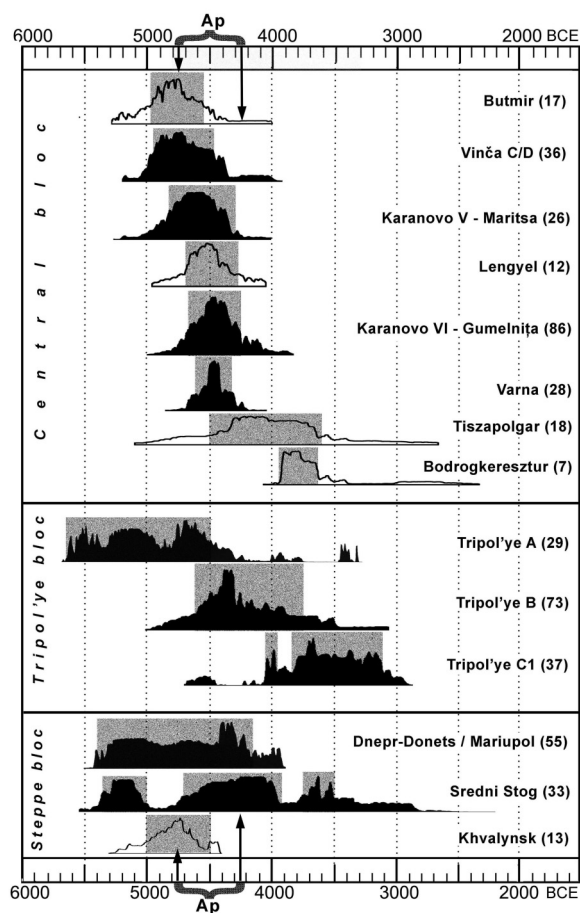 Ap
6000 5000 4000 3000 2000 BCE
Central bloc
Butmir (17)
Vinča C/D (36)
Karanovo V - Maritsa (26)
Lengyel (12)
Karanovo VI - Gumelniţa (86)
Varna (28)
Tiszapolgar (18)
Bodrogkeresztur (7)
Tripol'ye bloc
Tripol'ye A (29)
Tripol'ye B (73)
Tripol'ye C1 (37)
Steppe bloc
Dnepr-Donets / Mariupol (55)
Sredni Stog (33)
Khvalynsk (13)
6000 5000 4000 3000 2000 BCE
Ap